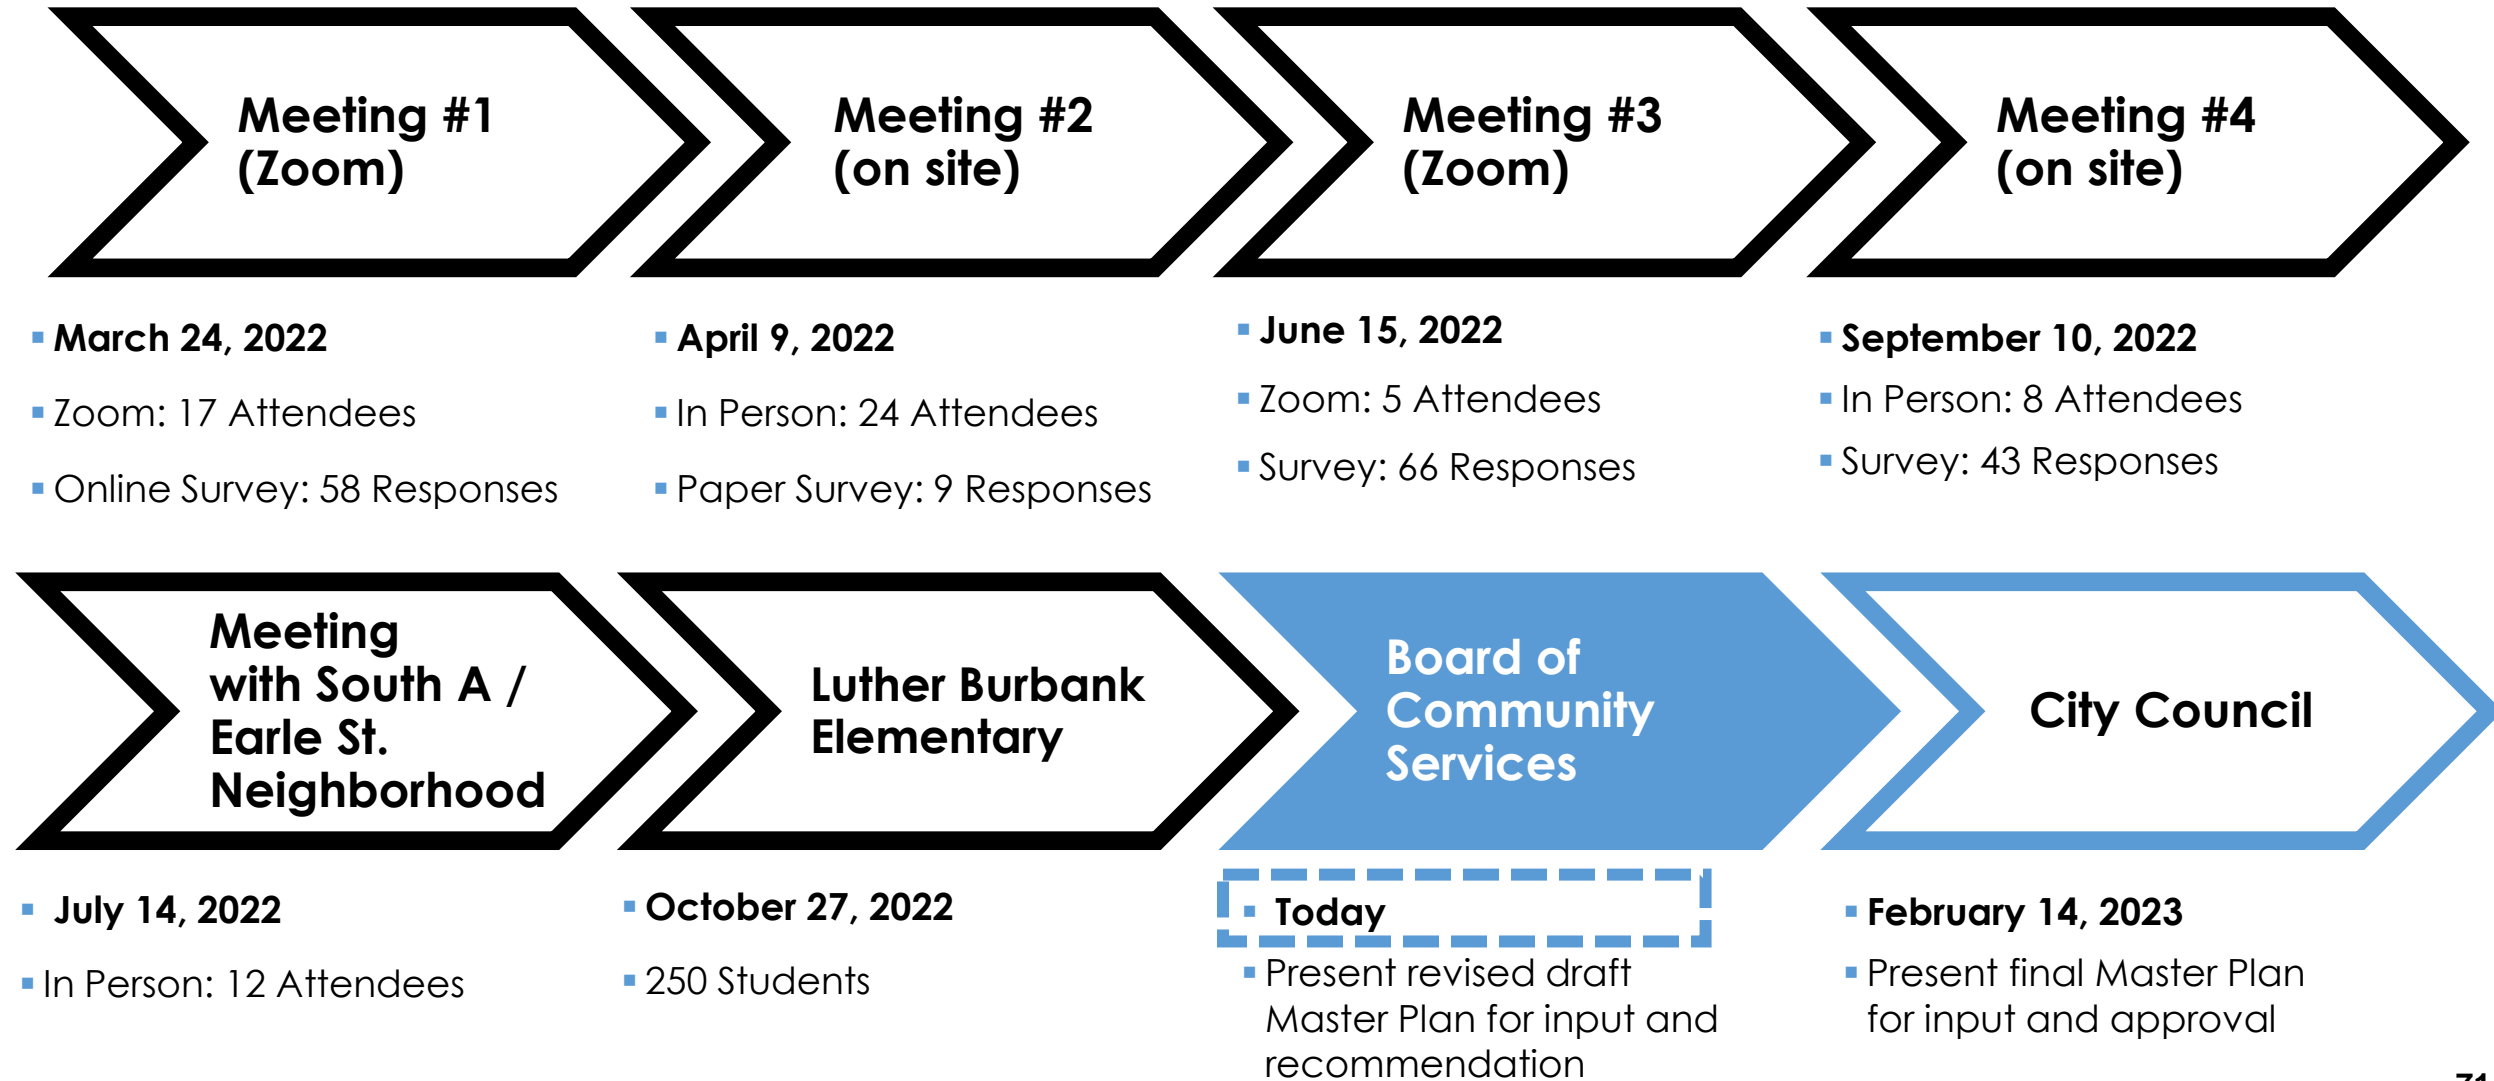 Meeting #1
(Zoom)
Meeting #2
(on site)
Meeting #3
(Zoom)
Meeting #4
(on site)
March 24, 2022
Zoom: 17 Attendees
Online Survey: 58 Responses
April 9, 2022
In Person: 24 Attendees
Paper Survey: 9 Responses
June 15, 2022
Zoom: 5 Attendees
Survey: 66 Responses
September 10, 2022
In Person: 8 Attendees
Survey: 43 Responses
Meeting
with South A /
Earle St.
Neighborhood
Luther Burbank
Elementary
Board of
Community
Services
City Council
July 14, 2022
In Person: 12 Attendees
October 27, 2022
250 Students
Today
Present revised draft
Master Plan for input and
recommendation
February 14, 2023
Present final Master Plan
for input and approval
71